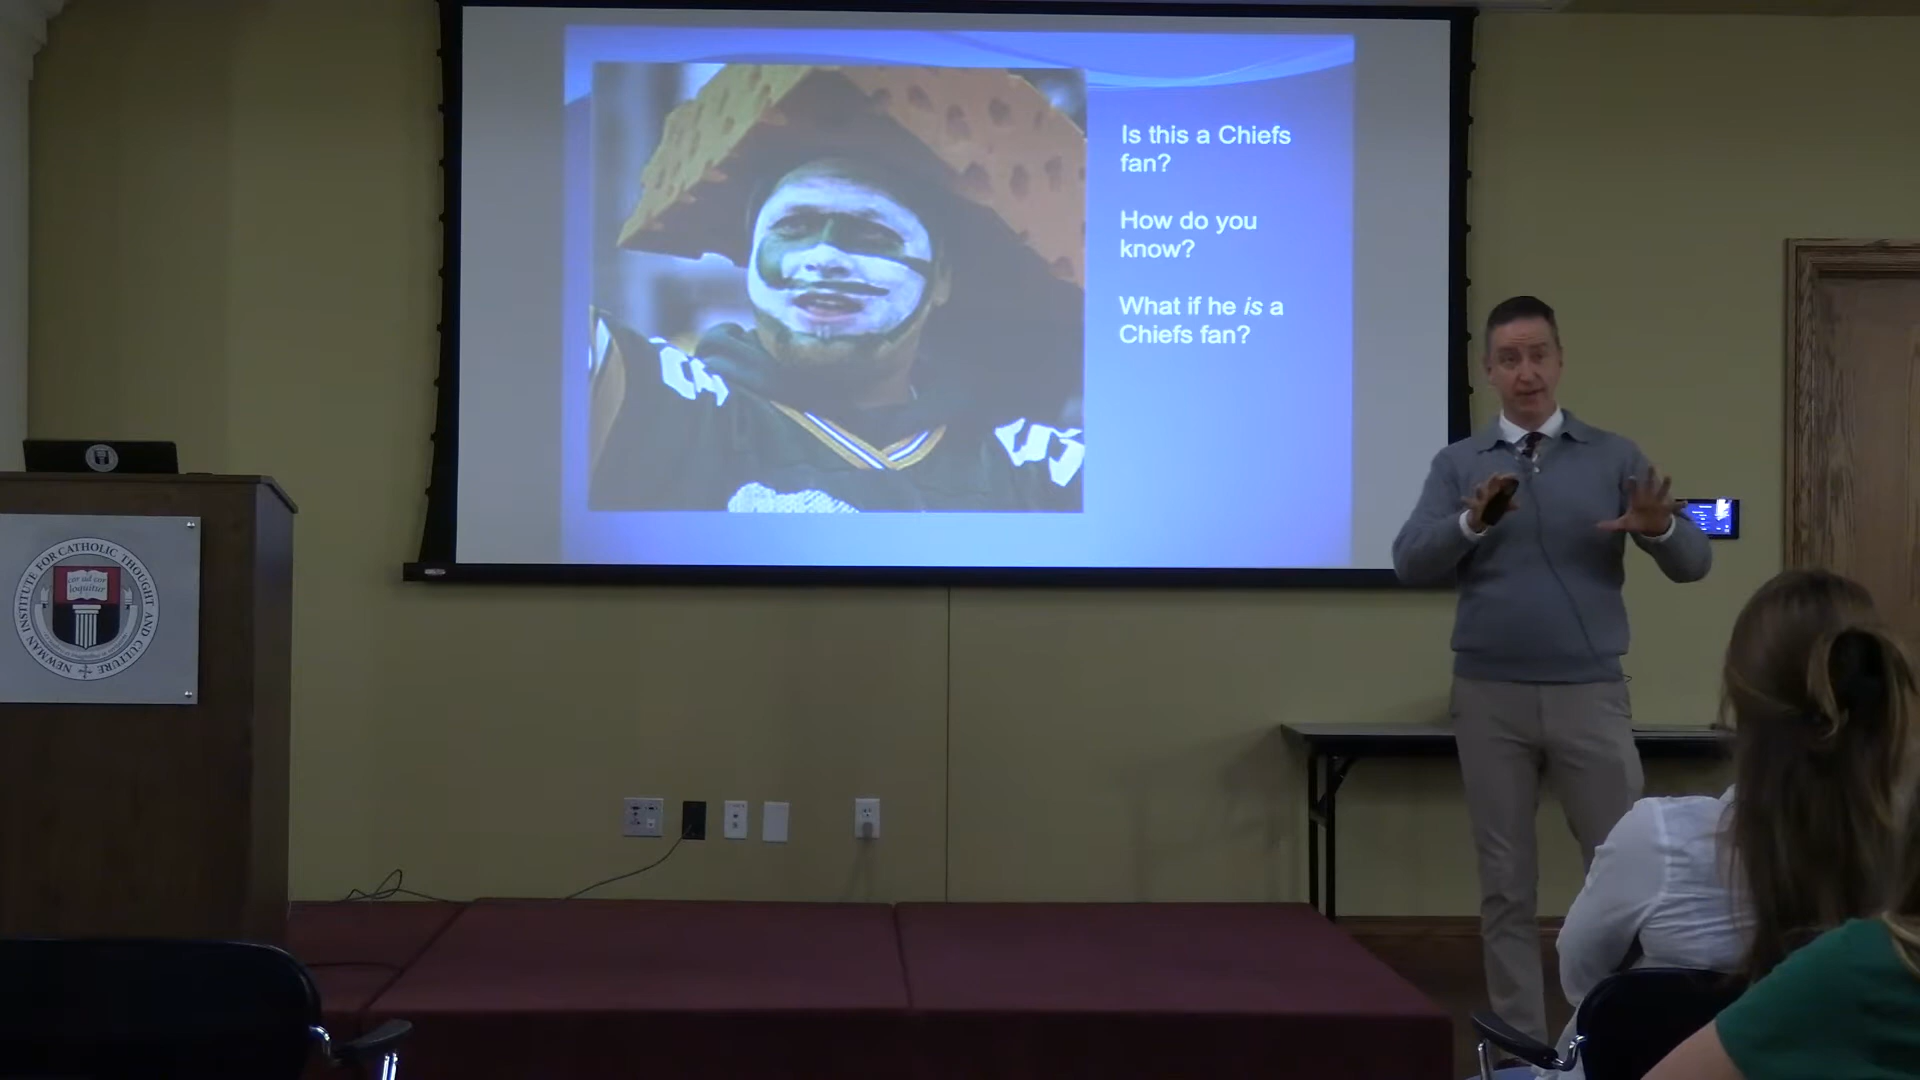 Is this a Chiefs
fan?
How do you
know?
What if he is a
Chiefs fan?
NEWMAN INSTITUTE FOR CATHOLIC THOUGHT AND CULTURE
cor ad cor
loquitur